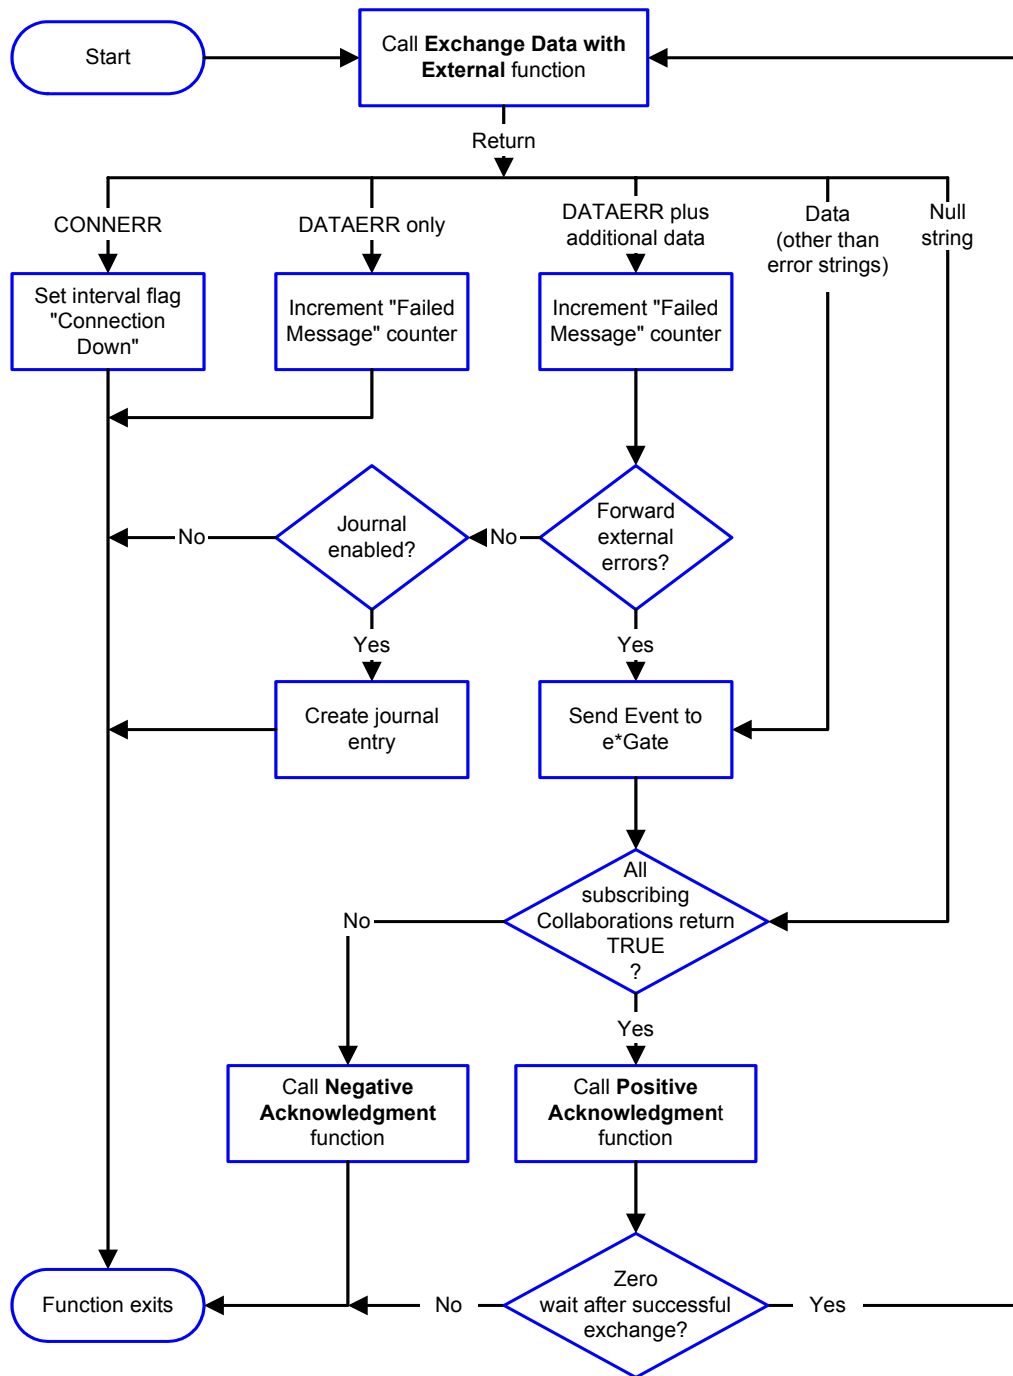 Start
Call Exchange Data with
External function
Return
CONNERR
DATAERR only
DATAERR plus
additional data
Data
(other than
error strings)
Null
string
Set interval flag
"Connection
Down"
Increment "Failed
Message" counter
Increment "Failed
Message" counter
No
Journal
enabled?
No
Forward
external
errors?
Yes
Yes
Create journal
entry
Send Event to
e*Gate
No
All
subscribing
Collaborations return
TRUE
?
Yes
Call Negative
Acknowledgment
function
Call Positive
Acknowledgment
function
Function exits
No
Zero
wait after successful
exchange?
Yes